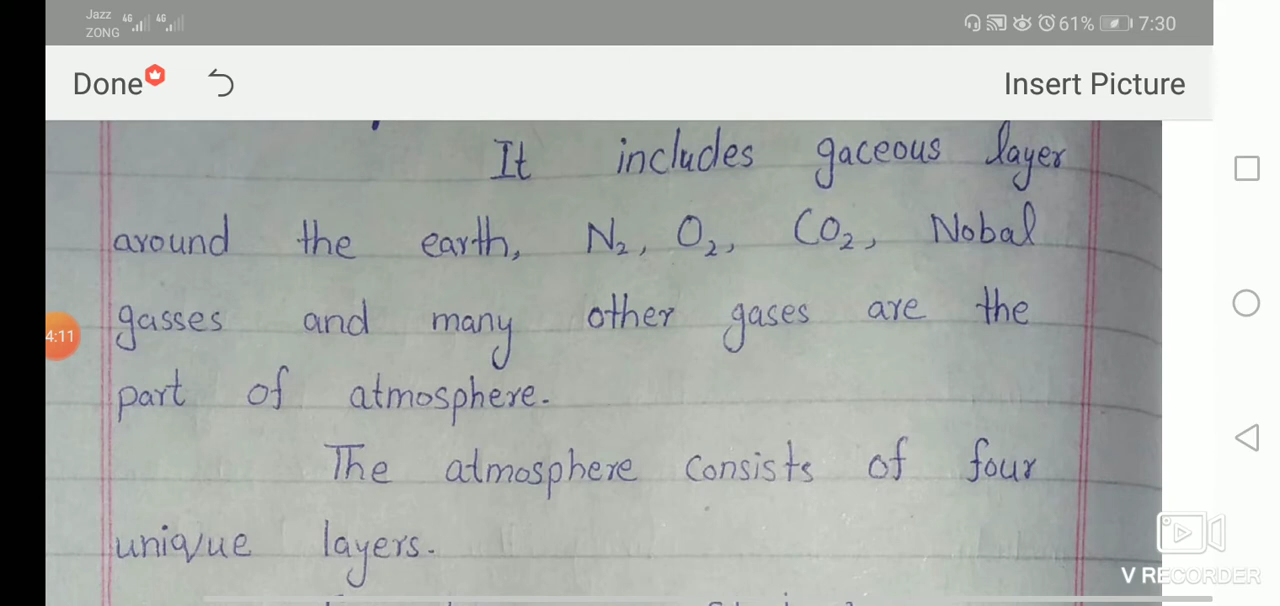 Jazz 4G 4G
ZONG
61% 7:30
Done
Insert Picture
It includes gaceous layer
around the earth, N₂, O₂, CO₂, Nobal
gasses and many other gases are the
4:11
part of atmosphere.
The atmosphere consists of four
unique layers.
V RECORDER